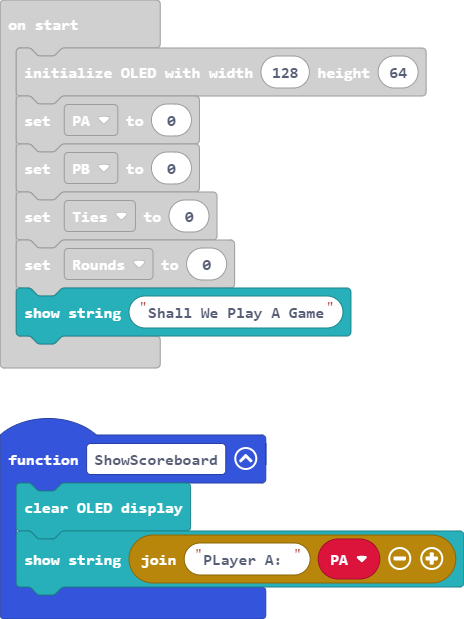 on start
initialize OLED with width 128 height 64
set PA to 0
set PB to 0
set Ties to 0
set Rounds to 0
show string "Shall We Play A Game"
function ShowScoreboard
clear OLED display
show string join "PLayer A: " PA